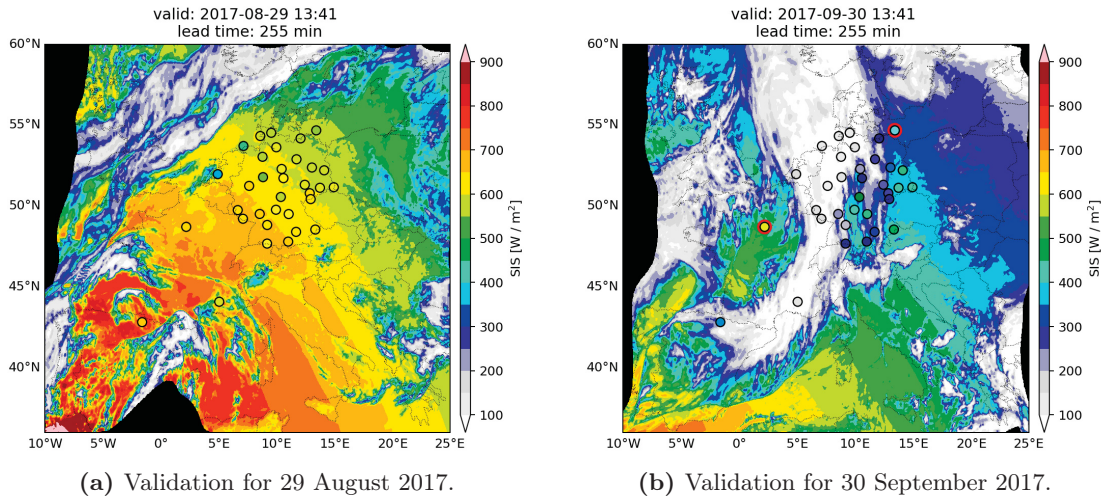 valid: 2017-08-29 13:41
lead time: 255 min
60°N
55°N
50°N
45°N
40°N
10°W
5°W
0°
5°E
10°E
15°E
20°E
25°E
900
800
700
600
500
400
300
200
100
SIS [W / m²]
(a) Validation for 29 August 2017.
valid: 2017-09-30 13:41
lead time: 255 min
60°N
55°N
50°N
45°N
40°N
10°W
5°W
0°
5°E
10°E
15°E
20°E
25°E
900
800
700
600
500
400
300
200
100
SIS [W / m²]
(b) Validation for 30 September 2017.